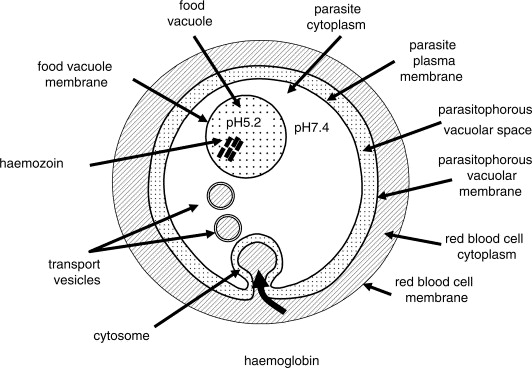 food
vacuole
parasite
cytoplasm
parasite
plasma
membrane
food vacuole
membrane
pH5.2
pH7.4
parasitophorous
vacuolar space
haemozoin
parasitophorous
vacuolar
membrane
red blood cell
cytoplasm
transport
vesicles
red blood cell
membrane
cytosome
haemoglobin